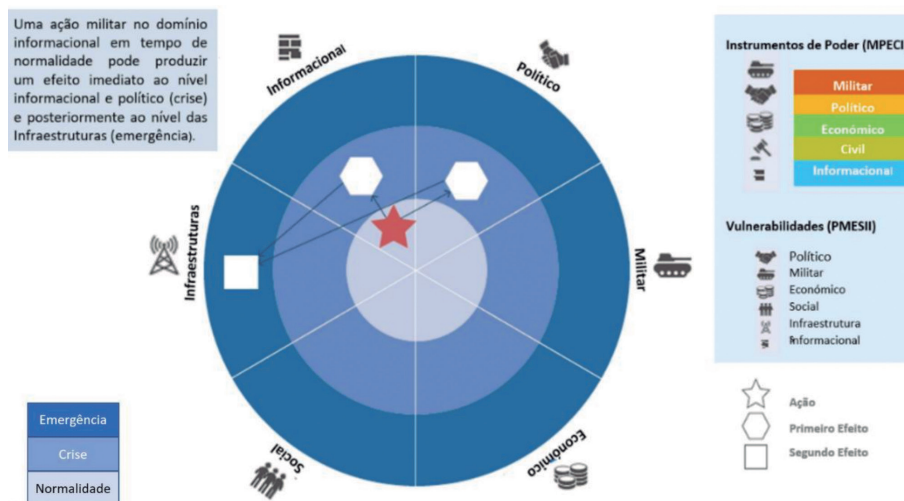 Uma ação militar no domínio
informacional em tempo de
normalidade pode produzir
um efeito imediato ao nível
informacional e político (crise)
e posteriormente ao nível das
Infraestruturas (emergência).
Informacional
Político
Infraestruturas
Militar
Social
Económico
Emergência
Crise
Normalidade
Instrumentos de Poder (MPECI
Militar
Político
Económico
Civil
Informacional
Vulnerabilidades (PMESII)
Político
Militar
Económico
Social
Infraestrutura
Informacional
Ação
Primeiro Efeito
Segundo Efeito